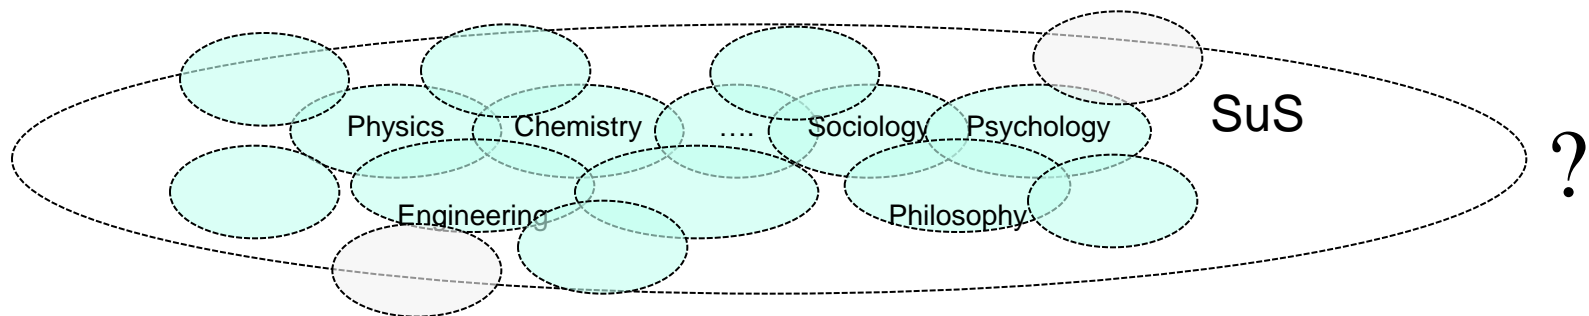 SuS
Physics
Chemistry
....
Sociology
Psychology
?
Engineering
Philosophy